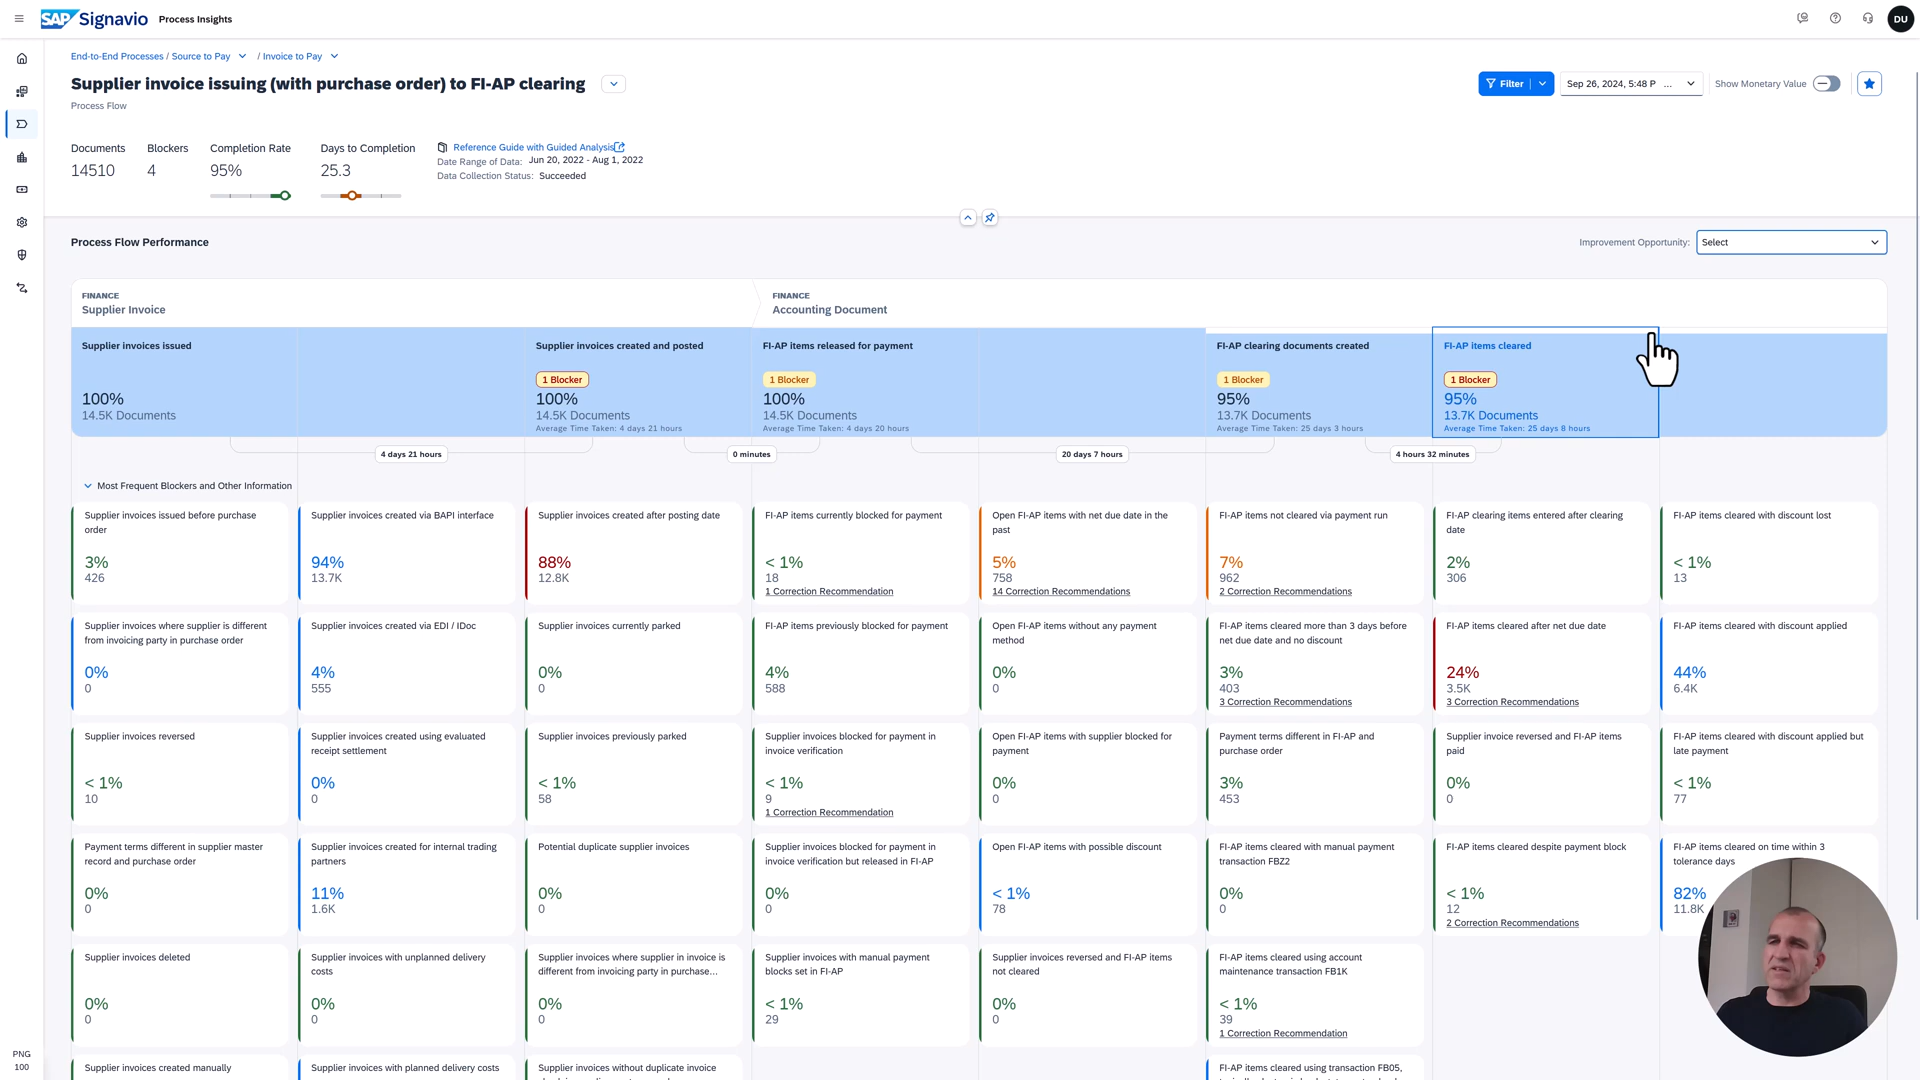 SAP Signavio Process Insights
DU
End-to-End Processes / Source to Pay / Invoice to Pay
Supplier invoice issuing (with purchase order) to FI-AP clearing
Process Flow
Filter
Sep 26, 2024, 5:48 P ...
Show Monetary Value
Documents
14510
Blockers
4
Completion Rate
95%
Days to Completion
25.3
Reference Guide with Guided Analysis
Date Range of Data: Jun 20, 2022 - Aug 1, 2022
Data Collection Status: Succeeded
Process Flow Performance
Improvement Opportunity: Select
FINANCE
Supplier Invoice
FINANCE
Accounting Document
Supplier invoices issued
100%
14.5K Documents
Supplier invoices created and posted
1 Blocker
100%
14.5K Documents
Average Time Taken: 4 days 21 hours
FI-AP items released for payment
1 Blocker
100%
14.5K Documents
Average Time Taken: 4 days 20 hours
FI-AP clearing documents created
1 Blocker
95%
13.7K Documents
Average Time Taken: 25 days 3 hours
FI-AP items cleared
1 Blocker
95%
13.7K Documents
Average Time Taken: 25 days 8 hours
4 days 21 hours
0 minutes
20 days 7 hours
4 hours 32 minutes
Most Frequent Blockers and Other Information
Supplier invoices issued before purchase
order
3%
426
Supplier invoices created via BAPI interface
94%
13.7K
Supplier invoices created after posting date
88%
12.8K
FI-AP items currently blocked for payment
< 1%
18
1 Correction Recommendation
Open FI-AP items with net due date in the
past
5%
758
14 Correction Recommendations
FI-AP items not cleared via payment run
7%
962
2 Correction Recommendations
FI-AP clearing items entered after clearing
date
2%
306
FI-AP items cleared with discount lost
< 1%
13
Supplier invoices where supplier is different
from invoicing party in purchase order
0%
0
Supplier invoices created via EDI / IDoc
4%
555
Supplier invoices currently parked
0%
0
FI-AP items previously blocked for payment
4%
588
Open FI-AP items without any payment
method
0%
0
FI-AP items cleared more than 3 days before
net due date and no discount
3%
403
3 Correction Recommendations
FI-AP items cleared after net due date
24%
3.5K
3 Correction Recommendations
FI-AP items cleared with discount applied
44%
6.4K
Supplier invoices reversed
< 1%
10
Supplier invoices created using evaluated
receipt settlement
0%
0
Supplier invoices previously parked
< 1%
58
Supplier invoices blocked for payment in
invoice verification
< 1%
9
1 Correction Recommendation
Open FI-AP items with supplier blocked for
payment
0%
0
Payment terms different in FI-AP and
purchase order
3%
453
Supplier invoice reversed and FI-AP items
paid
0%
0
FI-AP items cleared with discount applied but
late payment
< 1%
77
Payment terms different in supplier master
record and purchase order
0%
0
Supplier invoices created for internal trading
partners
11%
1.6K
Potential duplicate supplier invoices
0%
0
Supplier invoices blocked for payment in
invoice verification but released in FI-AP
0%
0
Open FI-AP items with possible discount
< 1%
78
FI-AP items cleared with manual payment
transaction FBZ2
0%
0
FI-AP items cleared despite payment block
< 1%
12
2 Correction Recommendations
FI-AP items cleared on time within 3
tolerance days
82%
11.8K
Supplier invoices deleted
0%
0
Supplier invoices with unplanned delivery
costs
0%
0
Supplier invoices where supplier in invoice is
different from invoicing party in purchase...
0%
0
Supplier invoices with manual payment
blocks set in FI-AP
< 1%
29
Supplier invoices reversed and FI-AP items
not cleared
0%
0
FI-AP items cleared using account
maintenance transaction FB1K
< 1%
39
1 Correction Recommendation
Supplier invoices created manually
Supplier invoices with planned delivery costs
Supplier invoices without duplicate invoice
FI-AP items cleared using transaction FB05,
PNG
100